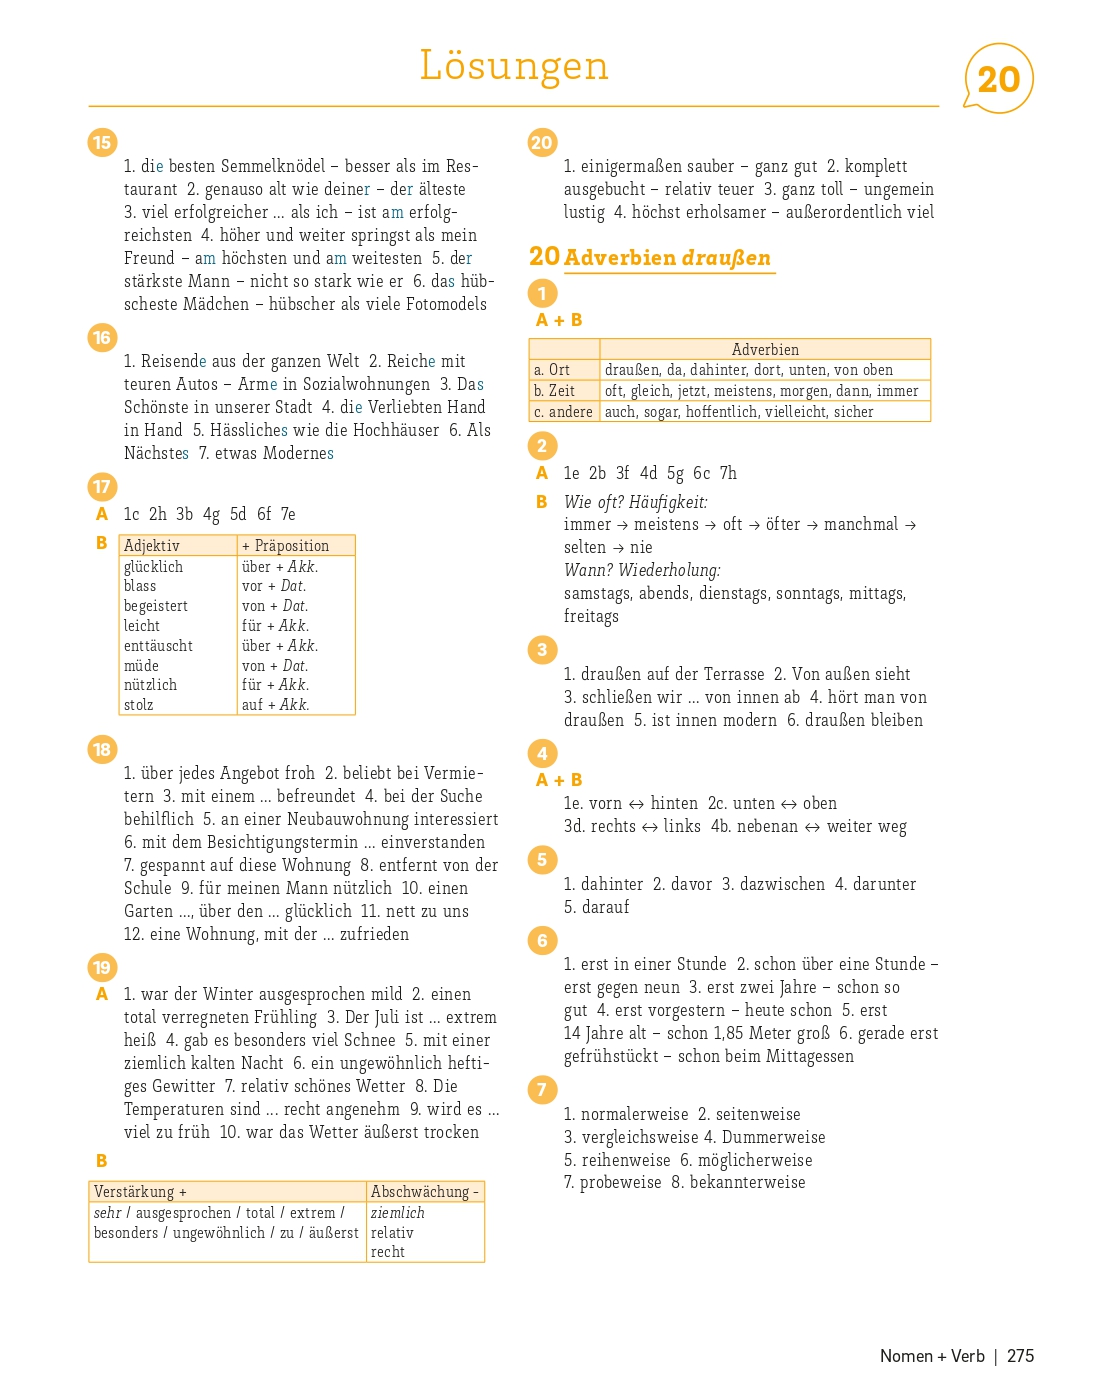 Lösungen
20
15
1. die besten Semmelknödel – besser als im Res-
taurant 2. genauso alt wie deiner – der älteste
3. viel erfolgreicher ... als ich – ist am erfolg-
reichsten 4. höher und weiter springst als mein
Freund – am höchsten und am weitesten 5. der
stärkste Mann – nicht so stark wie er 6. das hüb-
scheste Mädchen – hübscher als viele Fotomodels
16
1. Reisende aus der ganzen Welt 2. Reiche mit
teuren Autos – Arme in Sozialwohnungen 3. Das
Schönste in unserer Stadt 4. die Verliebten Hand
in Hand 5. Hässliches wie die Hochhäuser 6. Als
Nächstes 7. etwas Modernes
17
A 1c 2h 3b 4g 5d 6f 7e
B Adjektiv + Präposition
glücklich über + Akk.
blass vor + Dat.
begeistert von + Dat.
leicht für + Akk.
enttäuscht über + Akk.
müde von + Dat.
nützlich für + Akk.
stolz auf + Akk.
18
1. über jedes Angebot froh 2. beliebt bei Vermie-
tern 3. mit einem ... befreundet 4. bei der Suche
behilflich 5. an einer Neubauwohnung interessiert
6. mit dem Besichtigungstermin ... einverstanden
7. gespannt auf diese Wohnung 8. entfernt von der
Schule 9. für meinen Mann nützlich 10. einen
Garten ..., über den ... glücklich 11. nett zu uns
12. eine Wohnung, mit der ... zufrieden
19
A 1. war der Winter ausgesprochen mild 2. einen
total verregneten Frühling 3. Der Juli ist ... extrem
heiß 4. gab es besonders viel Schnee 5. mit einer
ziemlich kalten Nacht 6. ein ungewöhnlich hefti-
ges Gewitter 7. relativ schönes Wetter 8. Die
Temperaturen sind ... recht angenehm 9. wird es ...
viel zu früh 10. war das Wetter äußerst trocken
B
Verstärkung + Abschwächung -
sehr / ausgesprochen / total / extrem / ziemlich
besonders / ungewöhnlich / zu / äußerst relativ
recht
20
1. einigermaßen sauber – ganz gut 2. komplett
ausgebucht – relativ teuer 3. ganz toll – ungemein
lustig 4. höchst erholsamer – außerordentlich viel
20 Adverbien draußen
1
A + B
Adverbien
a. Ort draußen, da, dahinter, dort, unten, von oben
b. Zeit oft, gleich, jetzt, meistens, morgen, dann, immer
c. andere auch, sogar, hoffentlich, vielleicht, sicher
2
A 1e 2b 3f 4d 5g 6c 7h
B Wie oft? Häufigkeit:
immer → meistens → oft → öfter → manchmal →
selten → nie
Wann? Wiederholung:
samstags, abends, dienstags, sonntags, mittags,
freitags
3
1. draußen auf der Terrasse 2. Von außen sieht
3. schließen wir ... von innen ab 4. hört man von
draußen 5. ist innen modern 6. draußen bleiben
4
A + B
1e. vorn ↔ hinten 2c. unten ↔ oben
3d. rechts ↔ links 4b. nebenan ↔ weiter weg
5
1. dahinter 2. davor 3. dazwischen 4. darunter
5. darauf
6
1. erst in einer Stunde 2. schon über eine Stunde –
erst gegen neun 3. erst zwei Jahre – schon so
gut 4. erst vorgestern – heute schon 5. erst
14 Jahre alt – schon 1,85 Meter groß 6. gerade erst
gefrühstückt – schon beim Mittagessen
7
1. normalerweise 2. seitenweise
3. vergleichsweise 4. Dummerweise
5. reihenweise 6. möglicherweise
7. probeweise 8. bekannterweise
Nomen + Verb | 275